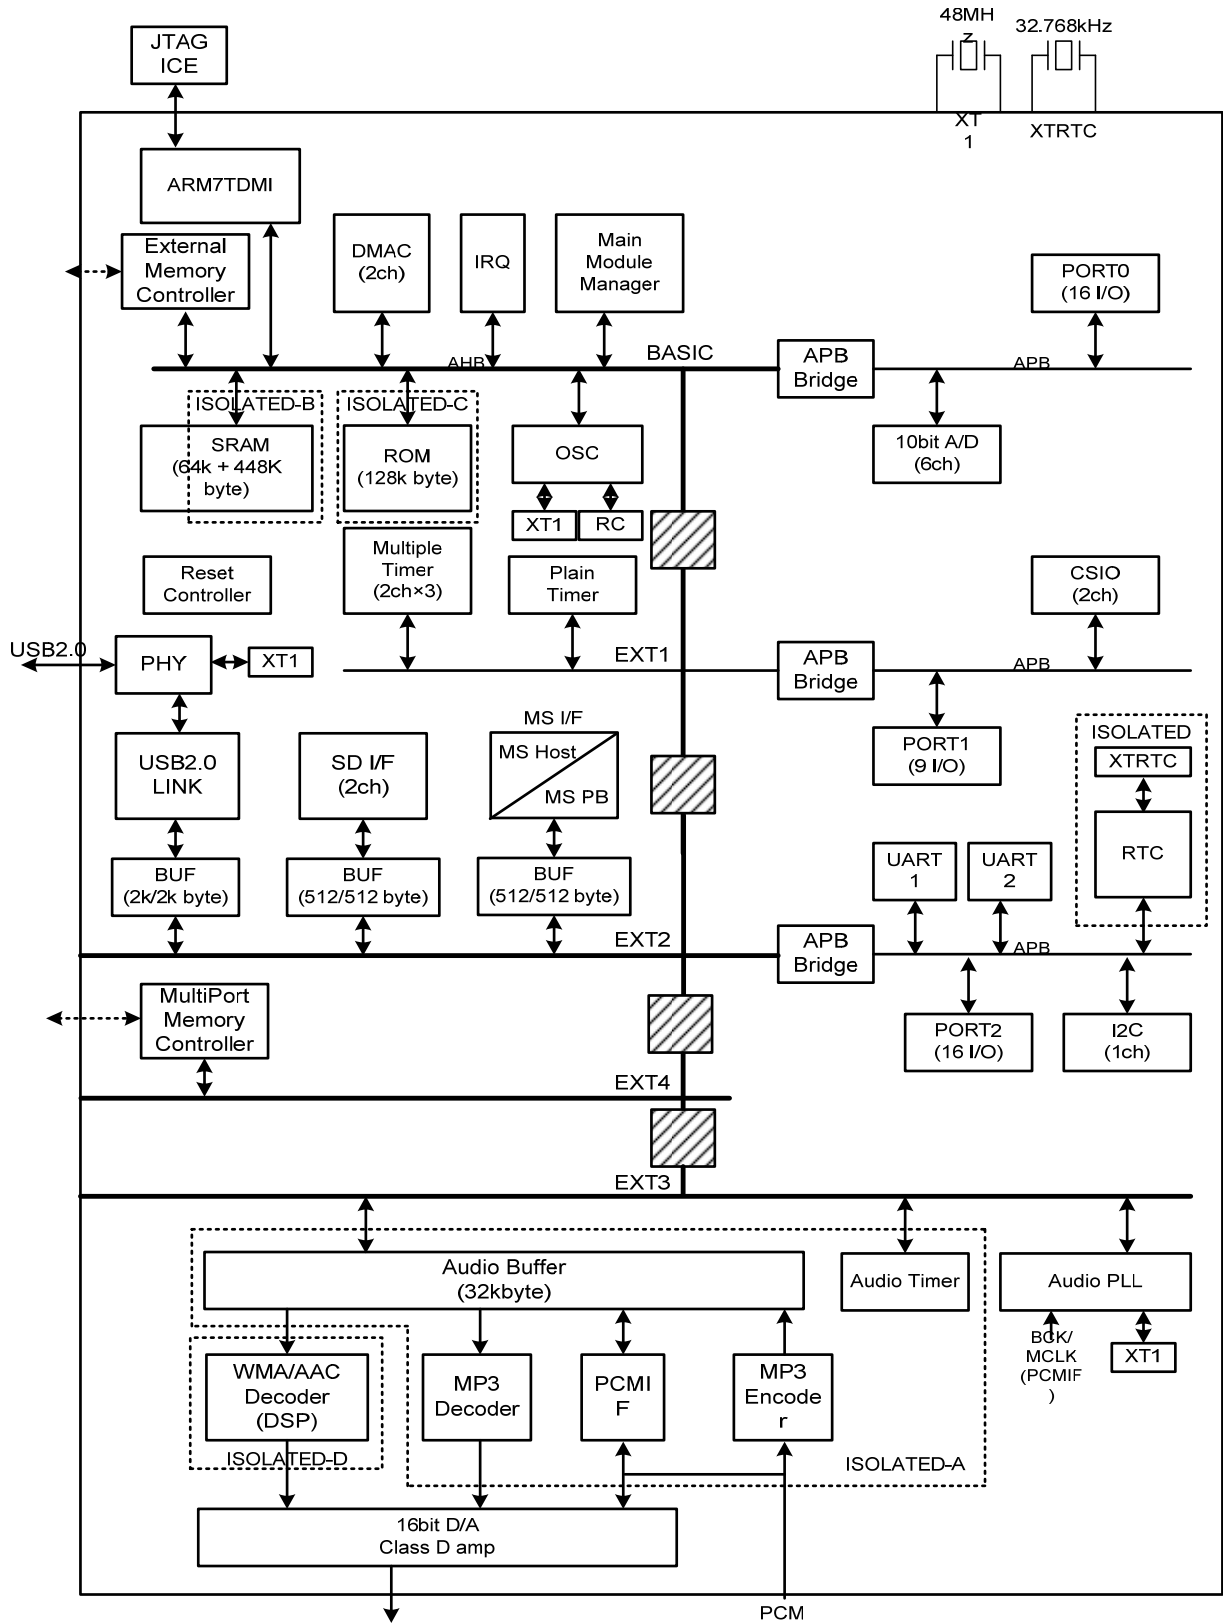 48MH
z
32.768kHz
JTAG
ICE
XT
1
XTRTC
ARM7TDMI
External
Memory
Controller
DMAC
(2ch)
IRQ
Main
Module
Manager
PORT0
(16 I/O)
BASIC
AHB
APB
Bridge
APB
ISOLATED-B
SRAM
(64k + 448K
byte)
ISOLATED-C
ROM
(128k byte)
OSC
XT1
RC
10bit A/D
(6ch)
Reset
Controller
Multiple
Timer
(2ch×3)
Plain
Timer
CSIO
(2ch)
USB2.0
PHY
XT1
EXT1
APB
Bridge
APB
MS I/F
USB2.0
LINK
SD I/F
(2ch)
MS Host
MS PB
PORT1
(9 I/O)
ISOLATED
XTRTC
RTC
BUF
(2k/2k byte)
BUF
(512/512 byte)
BUF
(512/512 byte)
UART
1
UART
2
EXT2
APB
Bridge
APB
MultiPort
Memory
Controller
PORT2
(16 I/O)
I2C
(1ch)
EXT4
EXT3
Audio Buffer
(32kbyte)
Audio Timer
Audio PLL
BCK/
MCLK
(PCMIF
)
XT1
WMA/AAC
Decoder
(DSP)
MP3
Decoder
PCMI
F
MP3
Encode
r
ISOLATED-D
ISOLATED-A
16bit D/A
Class D amp
PCM